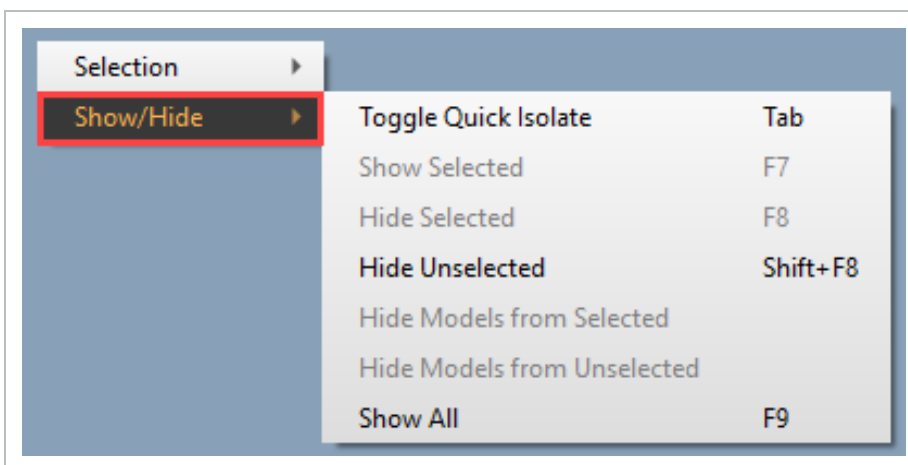 Selection
Show/Hide
Toggle Quick Isolate Tab
Show Selected F7
Hide Selected F8
Hide Unselected Shift+F8
Hide Models from Selected
Hide Models from Unselected
Show All F9